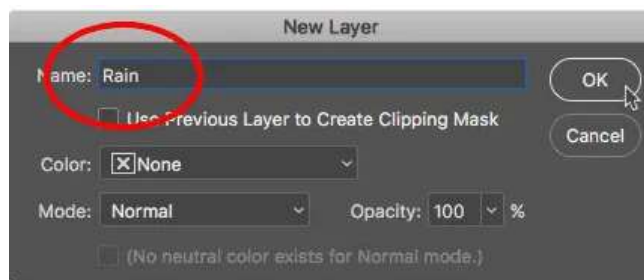 New Layer
Name: Rain
OK
Use Previous Layer to Create Clipping Mask
Cancel
Color: None
Mode: Normal Opacity: 100 %
(No neutral color exists for Normal mode.)